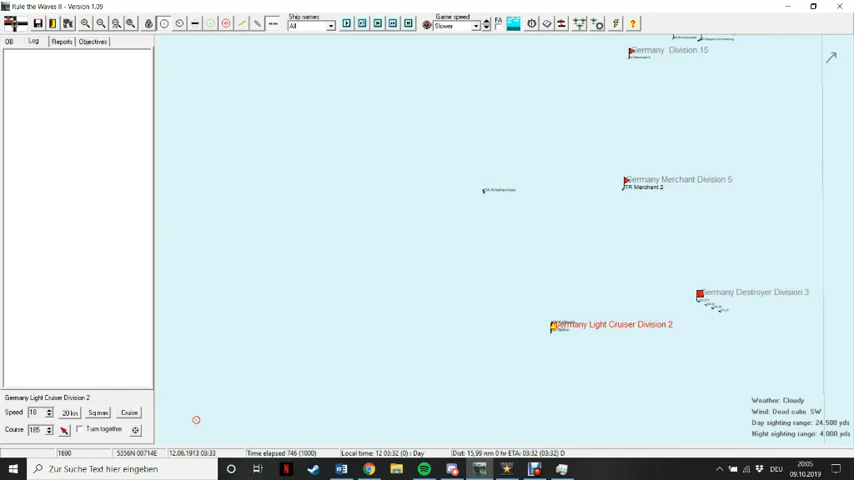 Rule the Waves II - Version 1.09
Ship names:
All
Game speed
Slower
FA
OB
Log
Reports
Objectives
Germany Division 15
Germany Merchant Division 5
TR Merchant 2
Germany Destroyer Division 3
Germany Light Cruiser Division 2
Germany Light Cruiser Division 2
Speed 18 20 kn Sq max Cruise
Course 185 Turn together
Weather: Cloudy
Wind: Dead calm SW
Day sighting range: 24,500 yds
Night sighting range: 4,000 yds
1690
5356N 00714E
12.06.1913 03:33
Time elapsed 746 (1000)
Local time: 12 03:32 (0) : Day
Dist: 15,99 nm 0 hr ETA: 03:32 (03:32) D
Zur Suche Text hier eingeben
DEU
20:05
09.10.2019